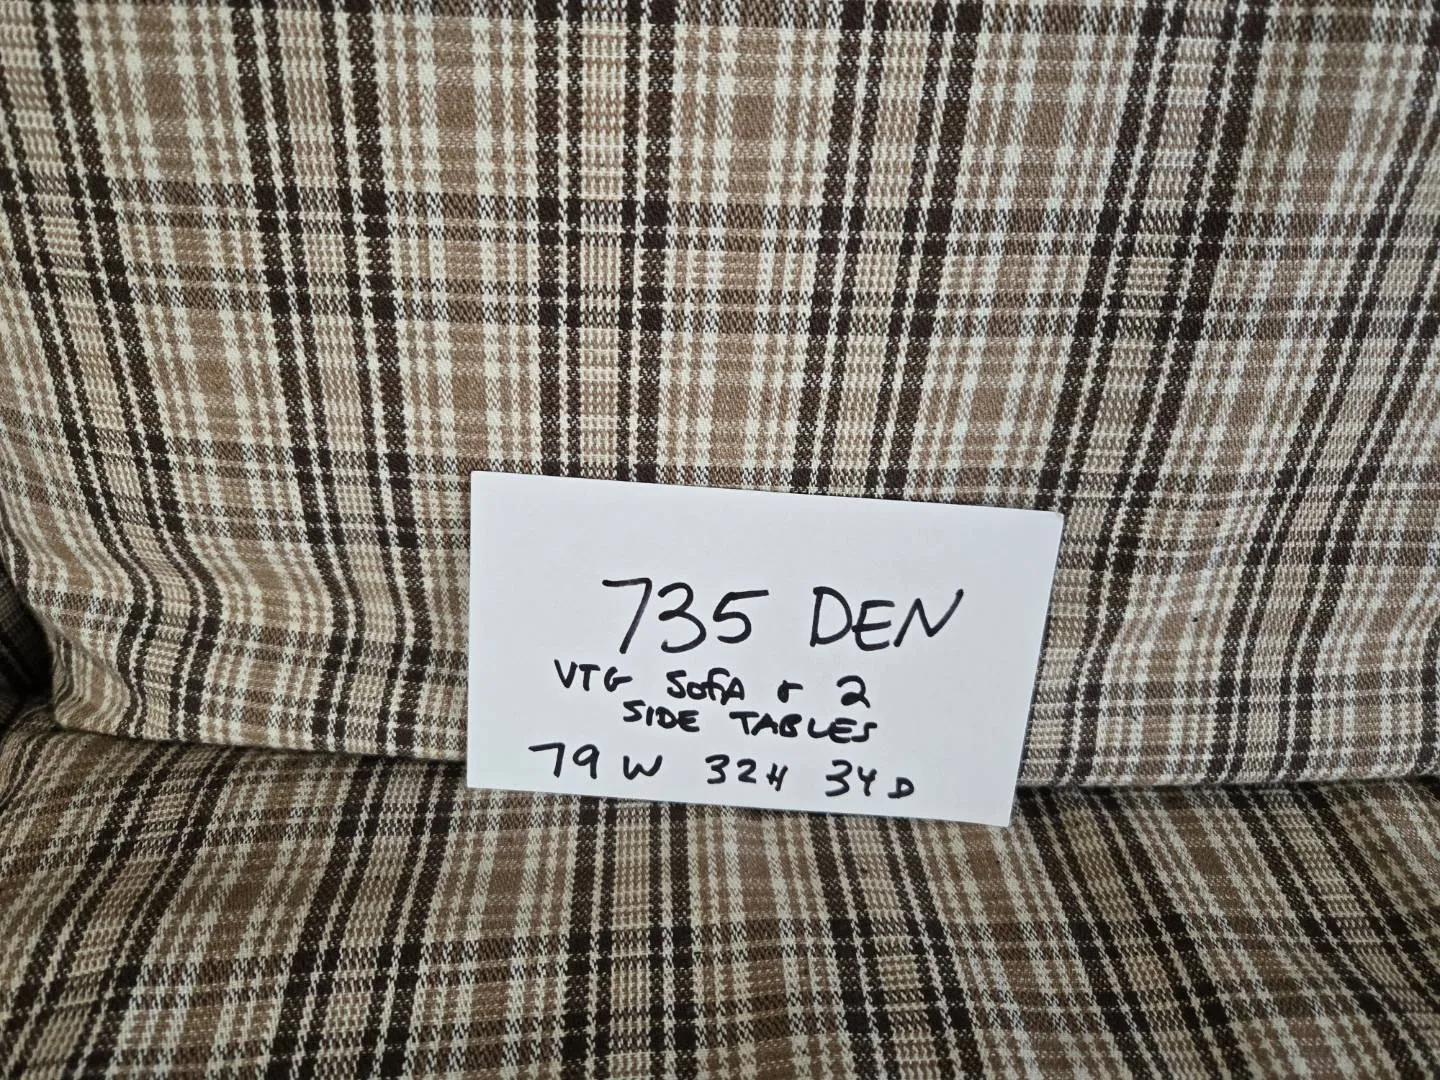 735 DEN
VTG SofA & 2
SIDE TABLES
79 W 32 H 34 D